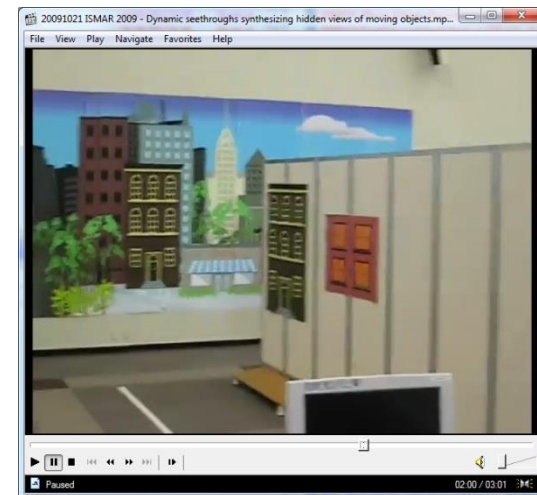 20091021 ISMAR 2009 - Dynamic seethroughs synthesizing hidden views of moving objects.mp...
File View Play Navigate Favorites Help
Paused
02:00 / 03:01